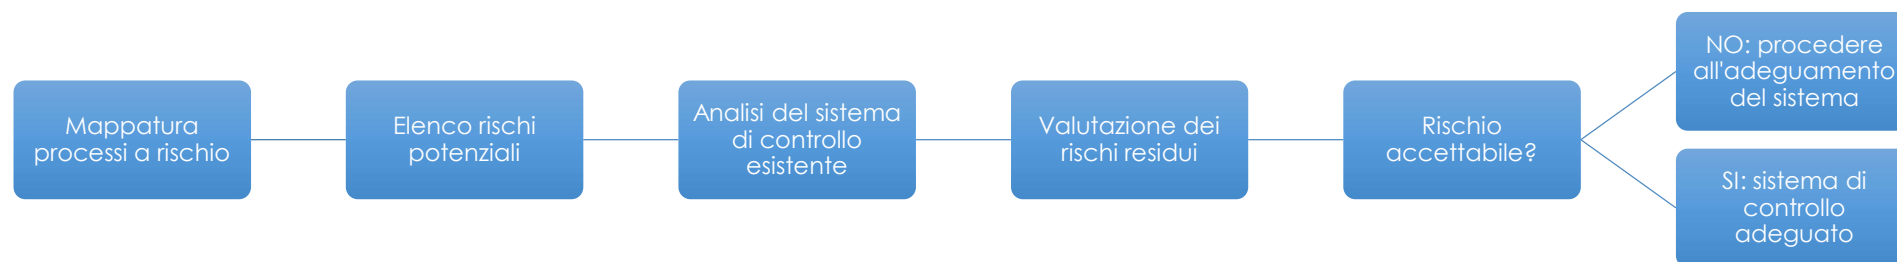 Mappatura
processi a rischio
Elenco rischi
potenziali
Analisi del sistema
di controllo
esistente
Valutazione dei
rischi residui
Rischio
accettabile?
NO: procedere
all'adeguamento
del sistema
SI: sistema di
controllo
adeguato